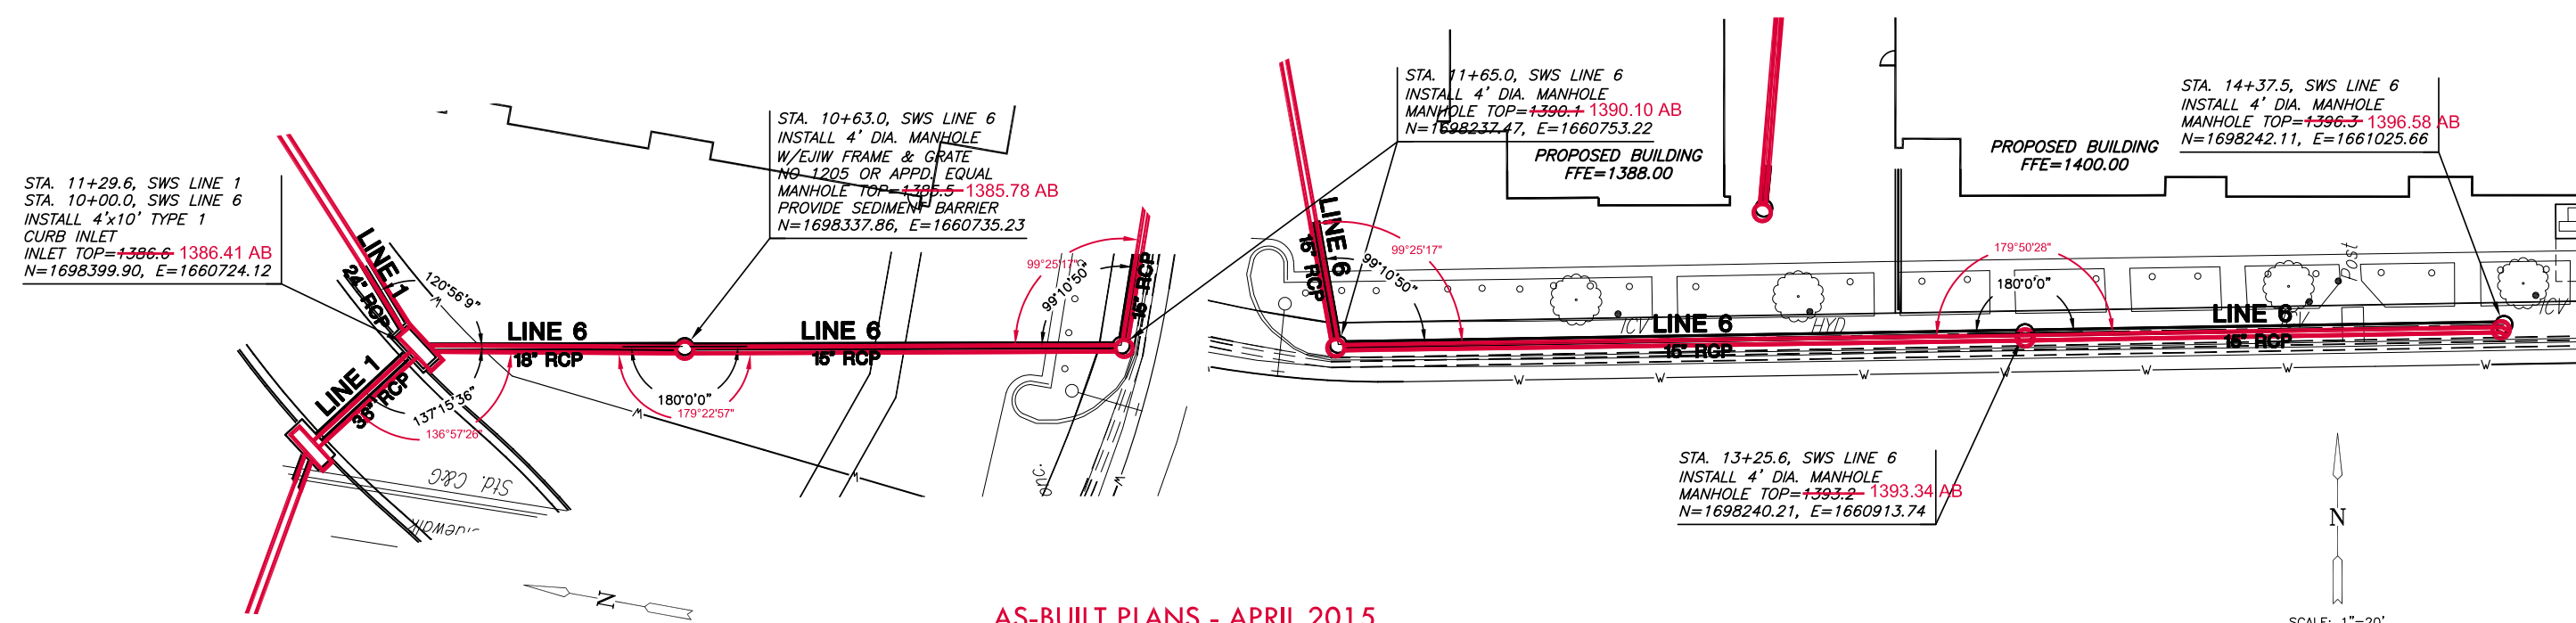 STA. 11+29.6, SWS LINE 1
STA. 10+00.0, SWS LINE 6
INSTALL 4'x10' TYPE 1
CURB INLET
INLET TOP=1386.6 1386.41 AB
N=1698399.90, E=1660724.12
STA. 10+63.0, SWS LINE 6
INSTALL 4' DIA. MANHOLE
W/EJIW FRAME & GRATE
NO 1205 OR APPD. EQUAL
MANHOLE TOP=1385.5 1385.78 AB
PROVIDE SEDIMENT BARRIER
N=1698337.86, E=1660735.23
STA. 11+65.0, SWS LINE 6
INSTALL 4' DIA. MANHOLE
MANHOLE TOP=1390.1 1390.10 AB
N=1698237.47, E=1660753.22
PROPOSED BUILDING
FFE=1388.00
PROPOSED BUILDING
FFE=1400.00
STA. 14+37.5, SWS LINE 6
INSTALL 4' DIA. MANHOLE
MANHOLE TOP=1396.3 1396.58 AB
N=1698242.11, E=1661025.66
STA. 13+25.6, SWS LINE 6
INSTALL 4' DIA. MANHOLE
MANHOLE TOP=1393.2 1393.34 AB
N=1698240.21, E=1660913.74
LINE 1
24" RCP
120°56'9"
W
LINE 1
36" RCP
137°15'36"
136°57'26"
LINE 6
18" RCP
180°0'0"
179°22'57"
LINE 6
15" RCP
99°25'17"
99°10'50"
15" RCP
W
W
W
Std. C&G
N
LINE 6
15" RCP
99°10'50"
99°25'17"
ICV
LINE 6
15" RCP
HYD
179°50'28"
180°0'0"
LINE 6
15" RCP
Post
ICV
W
W
W
W
W
W
W
N
AS-BUILT PLANS - APRIL 2015
SCALE: 1"=20'